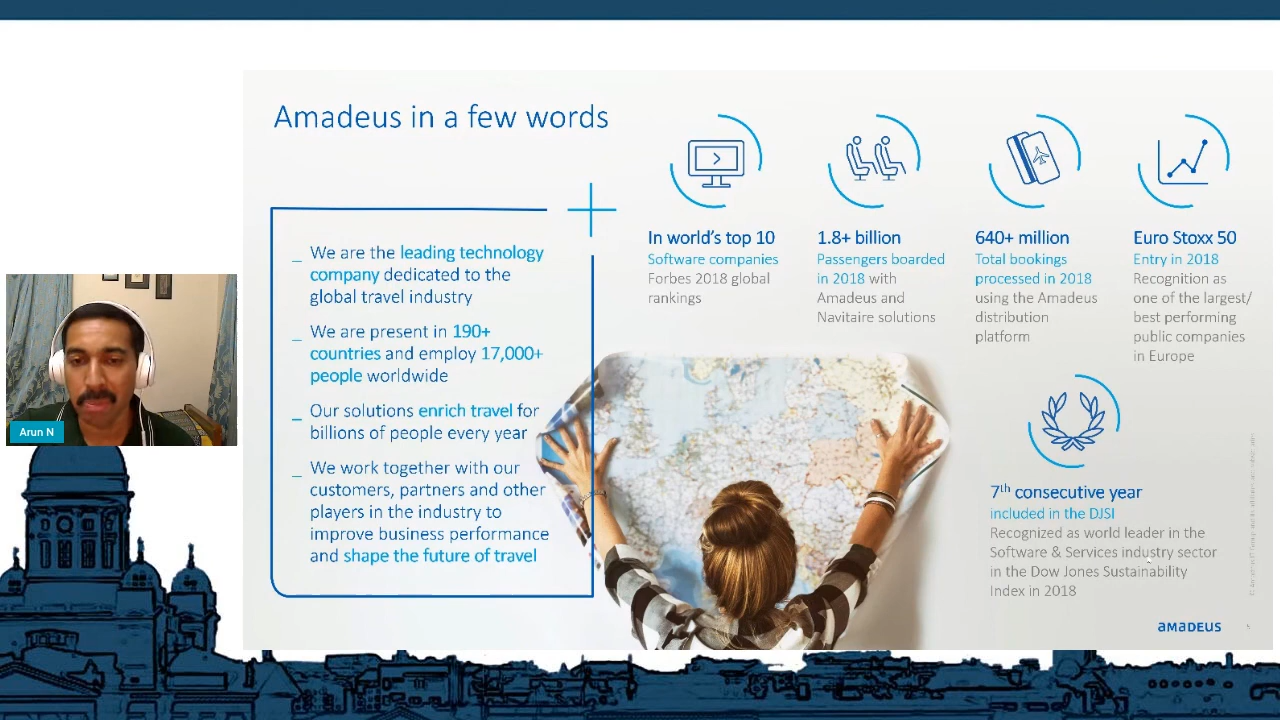 Amadeus in a few words
_ We are the leading technology
company dedicated to the
global travel industry
_ We are present in 190+
countries and employ 17,000+
people worldwide
_ Our solutions enrich travel for
billions of people every year
_ We work together with our
customers, partners and other
players in the industry to
improve business performance
and shape the future of travel
In world's top 10
Software companies
Forbes 2018 global
rankings
1.8+ billion
Passengers boarded
in 2018 with
Amadeus and
Navitaire solutions
640+ million
Total bookings
processed in 2018
using the Amadeus
distribution
platform
Euro Stoxx 50
Entry in 2018
Recognition as
one of the largest/
best performing
public companies
in Europe
7th consecutive year
included in the DJSI
Recognized as world leader in the
Software & Services industry sector
in the Dow Jones Sustainability
Index in 2018
amadeus
Arun N